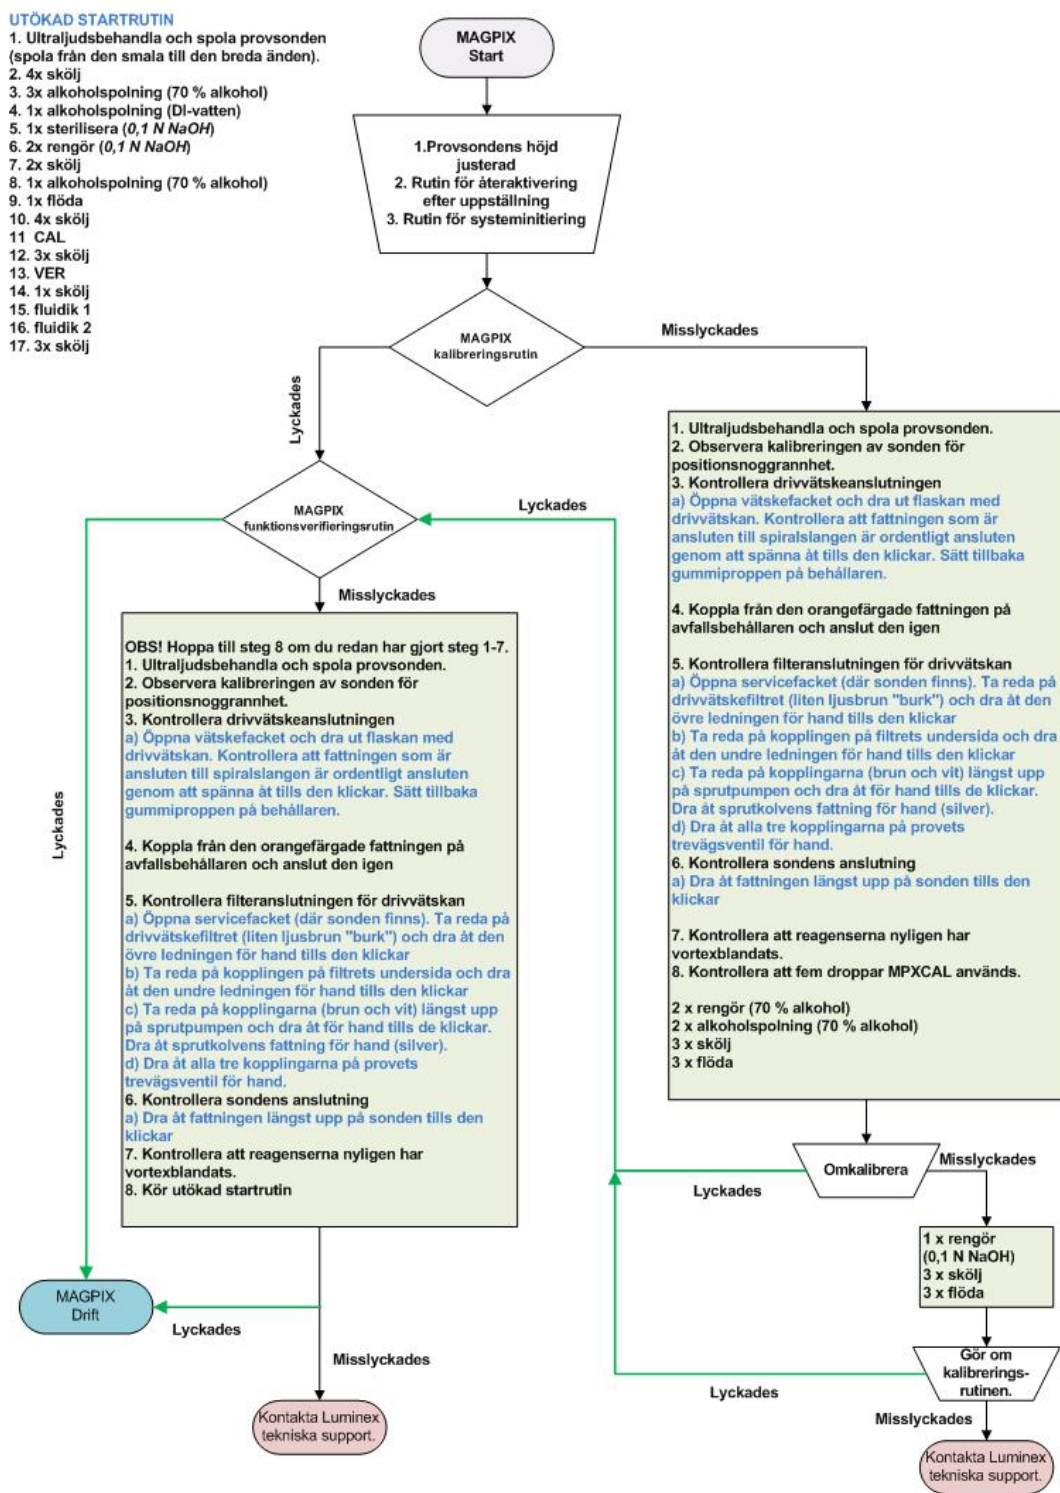 UTÖKAD STARTRUTIN
1. Ultraljudsbehandla och spola provsonden
(spola från den smala till den breda änden).
2. 4x skölj
3. 3x alkoholspolning (70 % alkohol)
4. 1x alkoholspolning (DI-vatten)
5. 1x sterilisera (0,1 N NaOH)
6. 2x rengör (0,1 N NaOH)
7. 2x skölj
8. 1x alkoholspolning (70 % alkohol)
9. 1x flöda
10. 4x skölj
11 CAL
12. 3x skölj
13. VER
14. 1x skölj
15. fluidik 1
16. fluidik 2
17. 3x skölj
MAGPIX
Start
1.Provsondens höjd
justerad
2. Rutin för återaktivering
efter uppställning
3. Rutin för systeminitiering
MAGPIX
kalibreringsrutin
Misslyckades
Lyckades
MAGPIX
funktionsverifieringsrutin
Lyckades
Misslyckades
Lyckades
OBS! Hoppa till steg 8 om du redan har gjort steg 1-7.
1. Ultraljudsbehandla och spola provsonden.
2. Observera kalibreringen av sonden för
positionsnoggrannhet.
3. Kontrollera drivvätskeanslutningen
a) Öppna vätskefacket och dra ut flaskan med
drivvätskan. Kontrollera att fattningen som är
ansluten till spiralslangen är ordentligt ansluten
genom att spänna åt tills den klickar. Sätt tillbaka
gummiproppen på behållaren.
4. Koppla från den orangefärgade fattningen på
avfallsbehållaren och anslut den igen
5. Kontrollera filteranslutningen för drivvätskan
a) Öppna servicefacket (där sonden finns). Ta reda på
drivvätskefiltret (liten ljusbrun "burk") och dra åt den
övre ledningen för hand tills den klickar
b) Ta reda på kopplingen på filtrets undersida och dra
åt den undre ledningen för hand tills den klickar
c) Ta reda på kopplingarna (brun och vit) längst upp
på sprutpumpen och dra åt för hand tills de klickar.
Dra åt sprutkolvens fattning för hand (silver).
d) Dra åt alla tre kopplingarna på provets
trevägsventil för hand.
6. Kontrollera sondens anslutning
a) Dra åt fattningen längst upp på sonden tills den
klickar
7. Kontrollera att reagenserna nyligen har
vortexblandats.
8. Kör utökad startrutin
1. Ultraljudsbehandla och spola provsonden.
2. Observera kalibreringen av sonden för
positionsnoggrannhet.
3. Kontrollera drivvätskeanslutningen
a) Öppna vätskefacket och dra ut flaskan med
drivvätskan. Kontrollera att fattningen som är
ansluten till spiralslangen är ordentligt ansluten
genom att spänna åt tills den klickar. Sätt tillbaka
gummiproppen på behållaren.
4. Koppla från den orangefärgade fattningen på
avfallsbehållaren och anslut den igen
5. Kontrollera filteranslutningen för drivvätskan
a) Öppna servicefacket (där sonden finns). Ta reda på
drivvätskefiltret (liten ljusbrun "burk") och dra åt den
övre ledningen för hand tills den klickar
b) Ta reda på kopplingen på filtrets undersida och dra
åt den undre ledningen för hand tills den klickar
c) Ta reda på kopplingarna (brun och vit) längst upp
på sprutpumpen och dra åt för hand tills de klickar.
Dra åt sprutkolvens fattning för hand (silver).
d) Dra åt alla tre kopplingarna på provets
trevägsventil för hand.
6. Kontrollera sondens anslutning
a) Dra åt fattningen längst upp på sonden tills den
klickar
7. Kontrollera att reagenserna nyligen har
vortexblandats.
8. Kontrollera att fem droppar MPXCAL används.
2 x rengör (70 % alkohol)
2 x alkoholspolning (70 % alkohol)
3 x skölj
3 x flöda
Omkalibrera
Misslyckades
Lyckades
1 x rengör
(0,1 N NaOH)
3 x skölj
3 x flöda
MAGPIX
Drift
Lyckades
Misslyckades
Gör om
kalibrerings-
rutinen.
Lyckades
Misslyckades
Kontakta Luminex
tekniska support.
Kontakta Luminex
tekniska support.